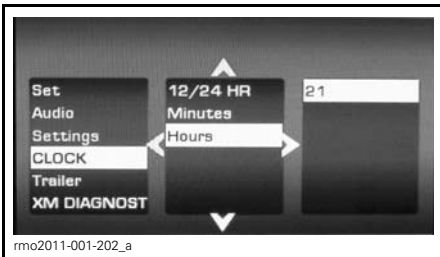 Set
Audio
Settings
CLOCK
Trailer
XM DIAGNOST
12/24 HR
Minutes
Hours
21
rmo2011-001-202_a